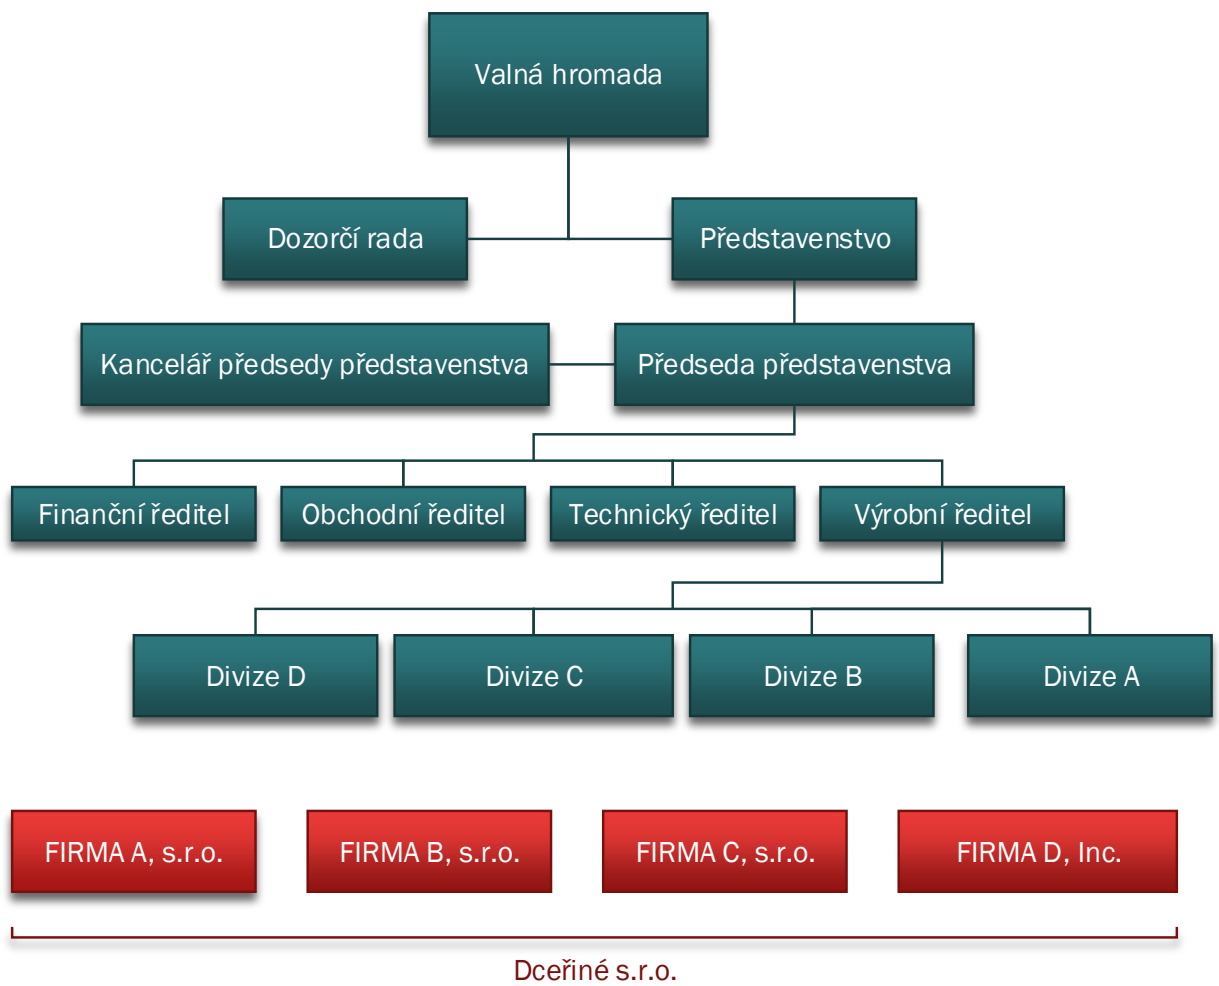 Valná hromada
Dozorčí rada
Představenstvo
Kancelář předsedy představenstva
Předseda představenstva
Finanční ředitel
Obchodní ředitel
Technický ředitel
Výrobní ředitel
Divize D
Divize C
Divize B
Divize A
FIRMA A, s.r.o.
FIRMA B, s.r.o.
FIRMA C, s.r.o.
FIRMA D, Inc.
Dceřiné s.r.o.